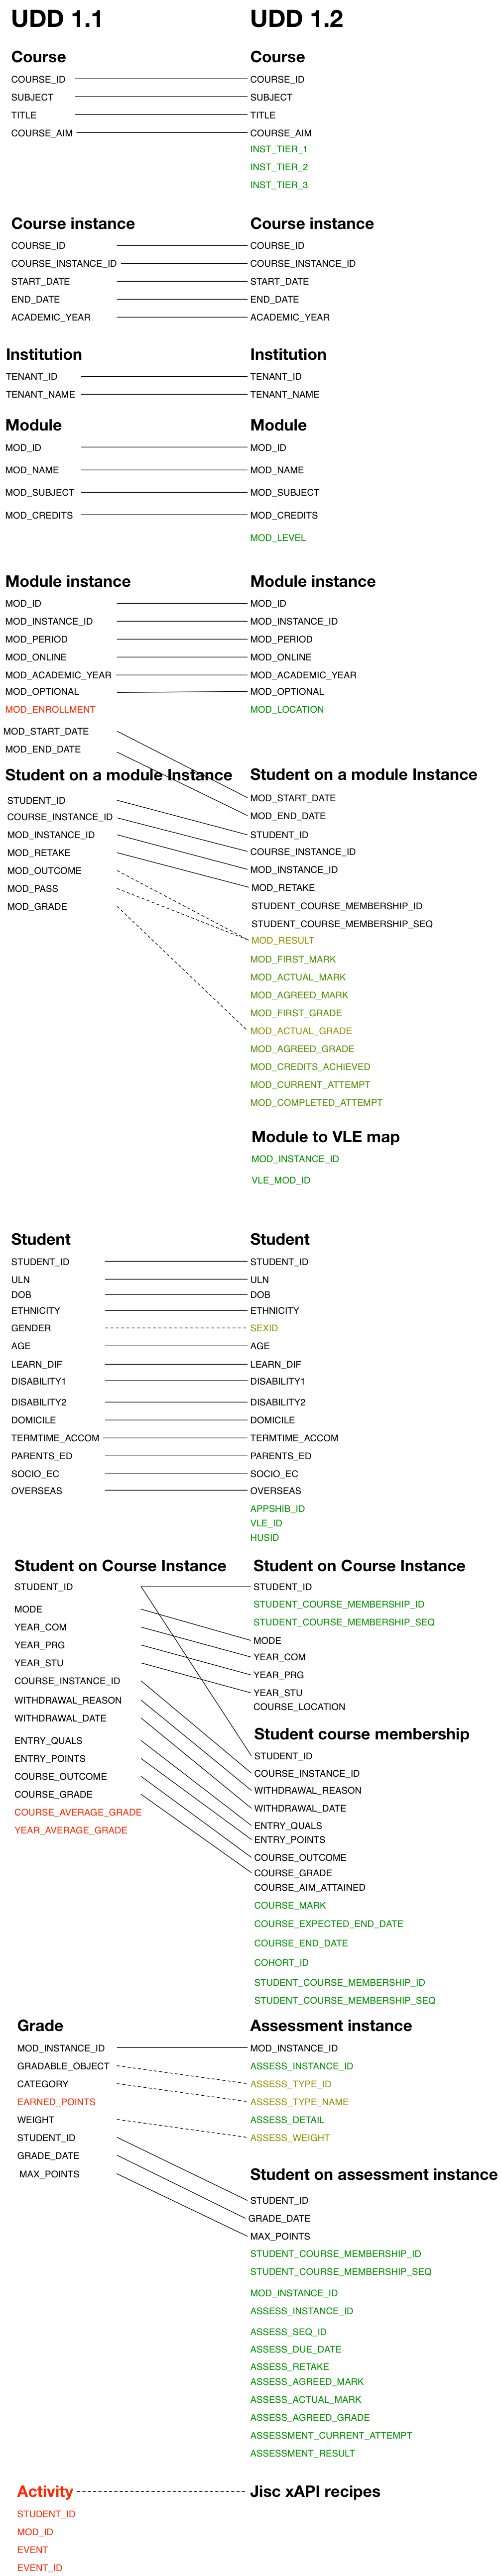 UDD 1.1 UDD 1.2
Course Course
COURSE_ID COURSE_ID
SUBJECT SUBJECT
TITLE TITLE
COURSE_AIM COURSE_AIM
INST_TIER_1
INST_TIER_2
INST_TIER_3
Course instance Course instance
COURSE_ID COURSE_ID
COURSE_INSTANCE_ID COURSE_INSTANCE_ID
START_DATE START_DATE
END_DATE END_DATE
ACADEMIC_YEAR ACADEMIC_YEAR
Institution Institution
TENANT_ID TENANT_ID
TENANT_NAME TENANT_NAME
Module Module
MOD_ID MOD_ID
MOD_NAME MOD_NAME
MOD_SUBJECT MOD_SUBJECT
MOD_CREDITS MOD_CREDITS
MOD_LEVEL
Module instance Module instance
MOD_ID MOD_ID
MOD_INSTANCE_ID MOD_INSTANCE_ID
MOD_PERIOD MOD_PERIOD
MOD_ONLINE MOD_ONLINE
MOD_ACADEMIC_YEAR MOD_ACADEMIC_YEAR
MOD_OPTIONAL MOD_OPTIONAL
MOD_ENROLLMENT MOD_LOCATION
MOD_START_DATE
MOD_END_DATE
Student on a module Instance Student on a module Instance
STUDENT_ID MOD_START_DATE
COURSE_INSTANCE_ID MOD_END_DATE
MOD_INSTANCE_ID STUDENT_ID
MOD_RETAKE COURSE_INSTANCE_ID
MOD_OUTCOME MOD_INSTANCE_ID
MOD_PASS MOD_RETAKE
MOD_GRADE STUDENT_COURSE_MEMBERSHIP_ID
STUDENT_COURSE_MEMBERSHIP_SEQ
MOD_RESULT
MOD_FIRST_MARK
MOD_ACTUAL_MARK
MOD_AGREED_MARK
MOD_FIRST_GRADE
MOD_ACTUAL_GRADE
MOD_AGREED_GRADE
MOD_CREDITS_ACHIEVED
MOD_CURRENT_ATTEMPT
MOD_COMPLETED_ATTEMPT
Module to VLE map
MOD_INSTANCE_ID
VLE_MOD_ID
Student Student
STUDENT_ID STUDENT_ID
ULN ULN
DOB DOB
ETHNICITY ETHNICITY
GENDER SEXID
AGE AGE
LEARN_DIF LEARN_DIF
DISABILITY1 DISABILITY1
DISABILITY2 DISABILITY2
DOMICILE DOMICILE
TERMTIME_ACCOM TERMTIME_ACCOM
PARENTS_ED PARENTS_ED
SOCIO_EC SOCIO_EC
OVERSEAS OVERSEAS
APPSHIB_ID
VLE_ID
HUSID
Student on Course Instance Student on Course Instance
STUDENT_ID STUDENT_ID
MODE STUDENT_COURSE_MEMBERSHIP_ID
YEAR_COM STUDENT_COURSE_MEMBERSHIP_SEQ
YEAR_PRG MODE
YEAR_STU YEAR_COM
COURSE_INSTANCE_ID YEAR_PRG
WITHDRAWAL_REASON YEAR_STU
WITHDRAWAL_DATE COURSE_LOCATION
ENTRY_QUALS Student course membership
ENTRY_POINTS STUDENT_ID
COURSE_OUTCOME COURSE_INSTANCE_ID
COURSE_GRADE WITHDRAWAL_REASON
COURSE_AVERAGE_GRADE WITHDRAWAL_DATE
YEAR_AVERAGE_GRADE ENTRY_QUALS
ENTRY_POINTS
COURSE_OUTCOME
COURSE_GRADE
COURSE_AIM_ATTAINED
COURSE_MARK
COURSE_EXPECTED_END_DATE
COURSE_END_DATE
COHORT_ID
STUDENT_COURSE_MEMBERSHIP_ID
STUDENT_COURSE_MEMBERSHIP_SEQ
Grade Assessment instance
MOD_INSTANCE_ID MOD_INSTANCE_ID
GRADABLE_OBJECT ASSESS_INSTANCE_ID
CATEGORY ASSESS_TYPE_ID
EARNED_POINTS ASSESS_TYPE_NAME
WEIGHT ASSESS_DETAIL
STUDENT_ID ASSESS_WEIGHT
GRADE_DATE
MAX_POINTS Student on assessment instance
STUDENT_ID
GRADE_DATE
MAX_POINTS
STUDENT_COURSE_MEMBERSHIP_ID
STUDENT_COURSE_MEMBERSHIP_SEQ
MOD_INSTANCE_ID
ASSESS_INSTANCE_ID
ASSESS_SEQ_ID
ASSESS_DUE_DATE
ASSESS_RETAKE
ASSESS_AGREED_MARK
ASSESS_ACTUAL_MARK
ASSESS_AGREED_GRADE
ASSESSMENT_CURRENT_ATTEMPT
ASSESSMENT_RESULT
Activity Jisc xAPI recipes
STUDENT_ID
MOD_ID
EVENT
EVENT_ID